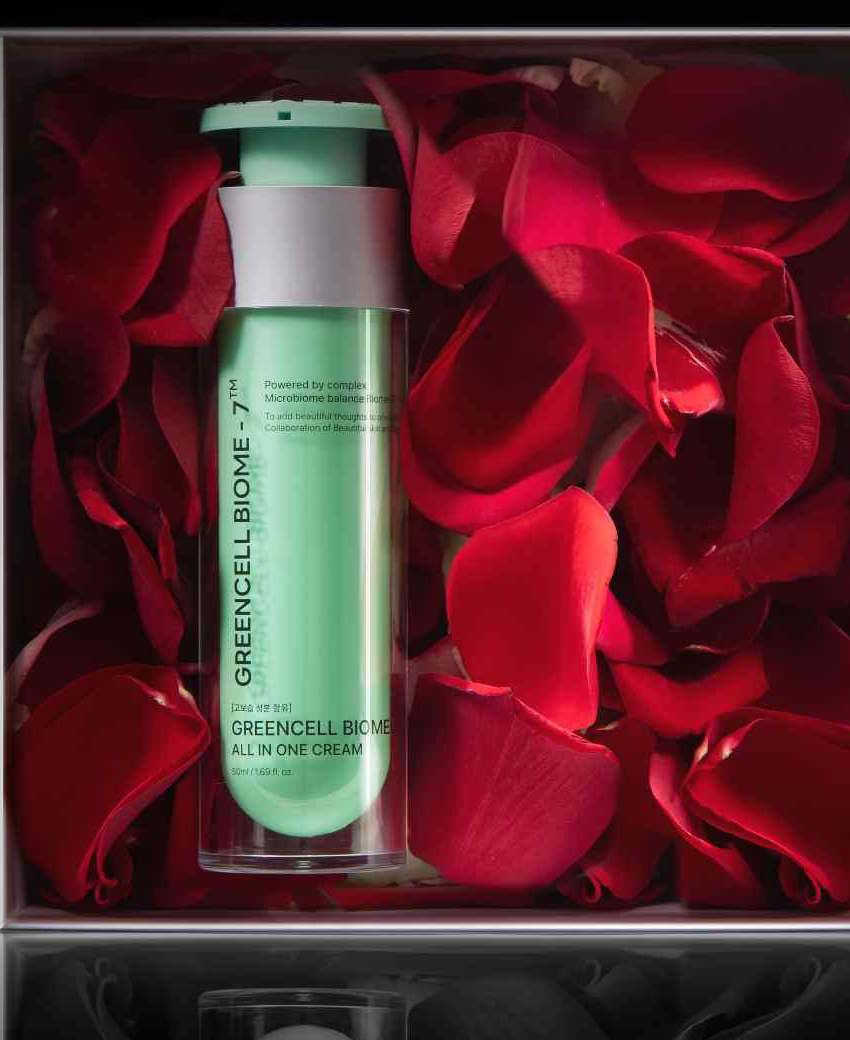 GREENCELL BIOME - 7™
Powered by complex
Microbiome balance Biome
To add beautiful thoughts to
Collaboration of Beautiful skin
[고보습 성분 함유]
GREENCELL BIOME
ALL IN ONE CREAM
50ml / 1.69 fl. oz.